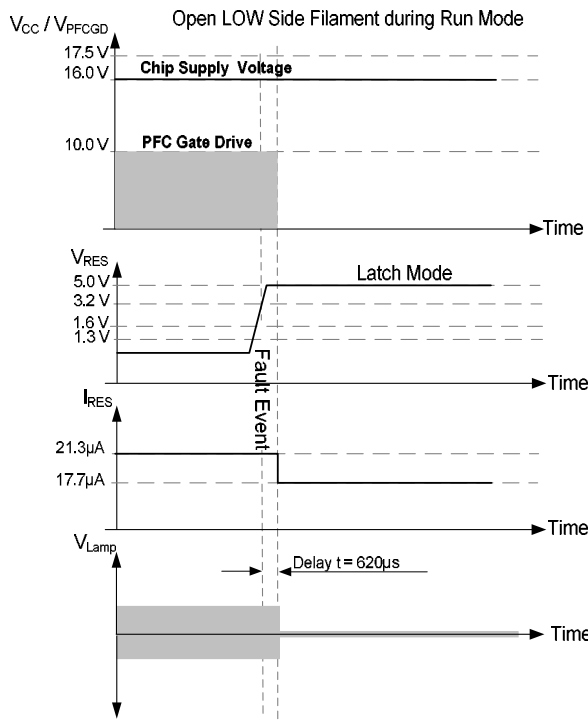 Open LOW Side Filament during Run Mode
VCC / VPFCGD
17.5 V
Chip Supply Voltage
16.0 V
10.0 V
PFC Gate Drive
Time
VRES
5.0 V
Latch Mode
3.2 V
1.6 V
1.3 V
Fault Event
Time
IRES
21.3µA
17.7µA
Time
VLamp
Delay t = 620µs
Time